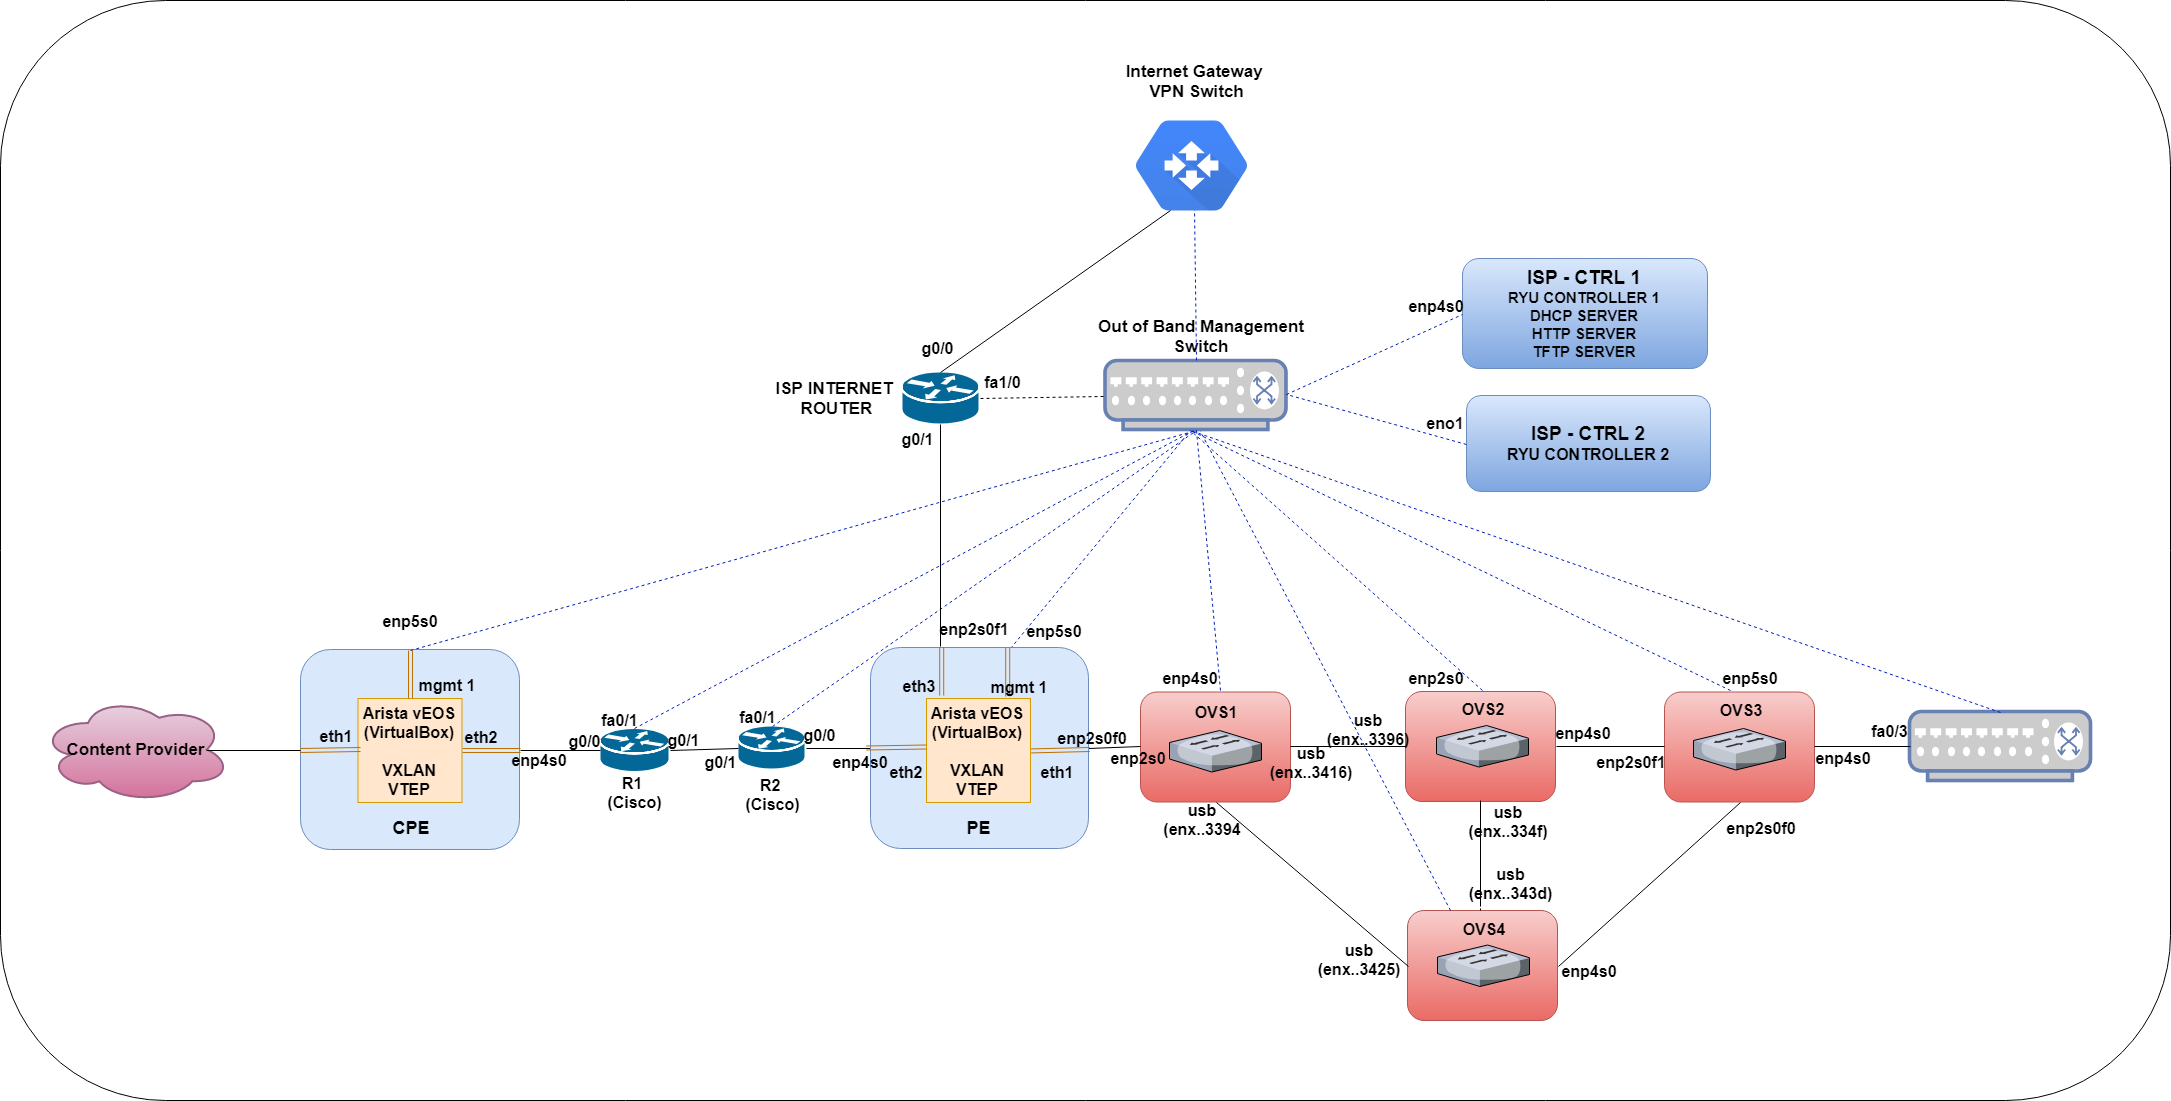 Internet Gateway
VPN Switch
ISP - CTRL 1
RYU CONTROLLER 1
DHCP SERVER
HTTP SERVER
TFTP SERVER
enp4s0
Out of Band Management
Switch
g0/0
ISP INTERNET
ROUTER
fa1/0
g0/1
eno1
ISP - CTRL 2
RYU CONTROLLER 2
enp5s0
enp2s0f1
enp5s0
mgmt 1
eth3
mgmt 1
enp4s0
enp2s0
enp5s0
Content Provider
eth1
Arista vEOS
(VirtualBox)
VXLAN
VTEP
eth2
enp4s0
CPE
fa0/1
g0/0
g0/1
R1
(Cisco)
fa0/1
g0/1
g0/0
R2
(Cisco)
enp4s0
eth2
Arista vEOS
(VirtualBox)
VXLAN
VTEP
enp2s0f0
eth1
PE
enp2s0
OVS1
usb
(enx..3396)
usb
(enx..3416)
OVS2
enp4s0
enp2s0f1
OVS3
fa0/3
enp4s0
usb
(enx..3394
usb
(enx..334f)
enp2s0f0
usb
(enx..343d)
OVS4
usb
(enx..3425)
enp4s0